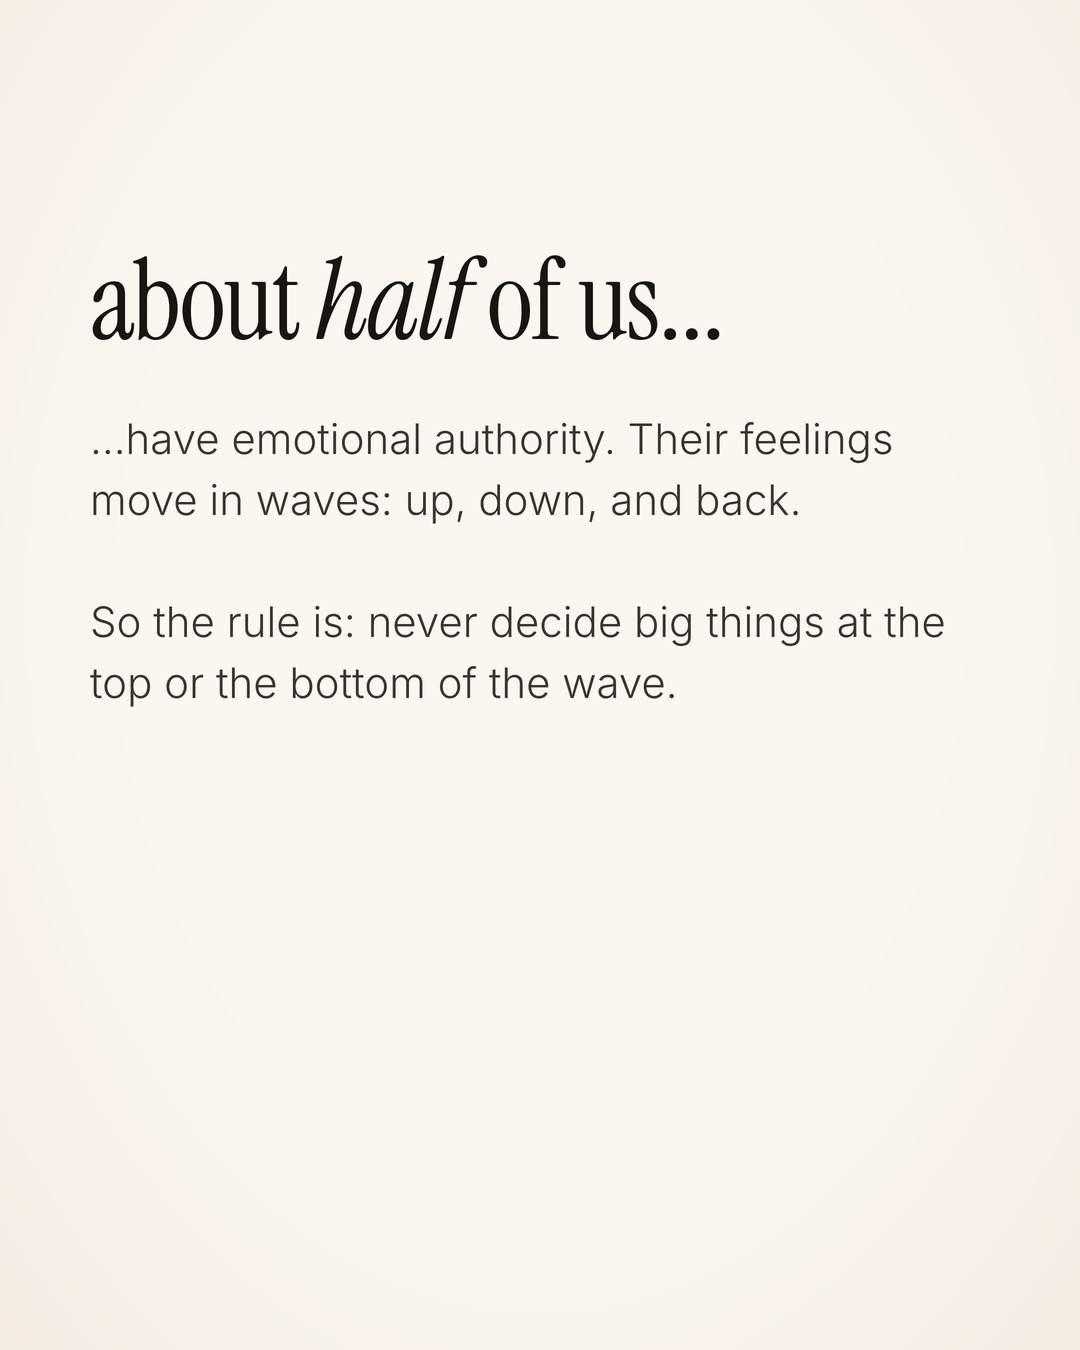 about half of us...
...have emotional authority. Their feelings
move in waves: up, down, and back.
So the rule is: never decide big things at the
top or the bottom of the wave.